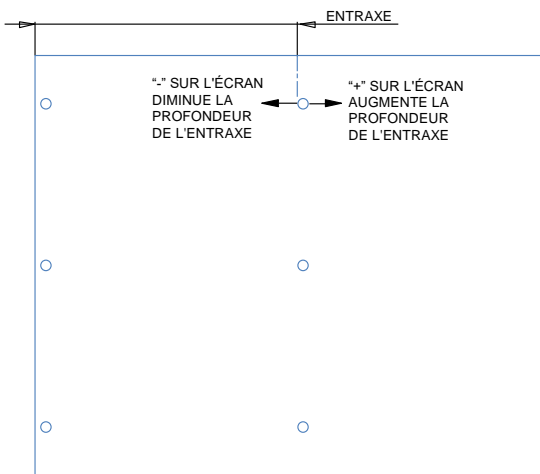 ENTRAXE
“-” SUR L'ÉCRAN
DIMINUE LA
PROFONDEUR
DE L'ENTRAXE
“+” SUR L'ÉCRAN
AUGMENTE LA
PROFONDEUR
DE L'ENTRAXE